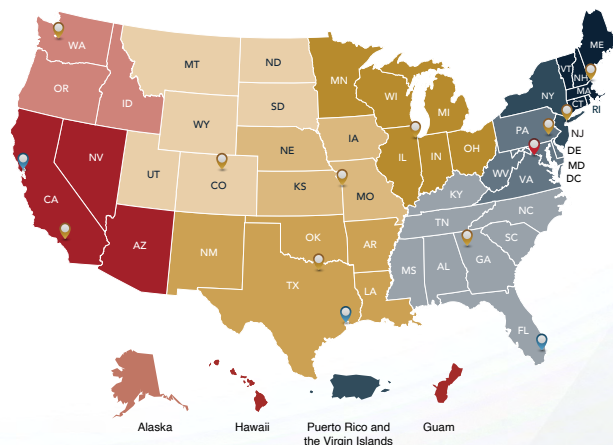 WA
ME
MT
ND
VT
MN
NH
OR
ID
WI
NY
MA
SD
MI
CT
RI
WY
PA
IA
NJ
NE
OH
NV
IL
IN
DE
UT
WV
MD
CO
VA
CA
KS
MO
KY
DC
NC
TN
OK
AZ
NM
AR
SC
MS
AL
GA
TX
LA
FL
Alaska
Hawaii
Puerto Rico and
the Virgin Islands
Guam